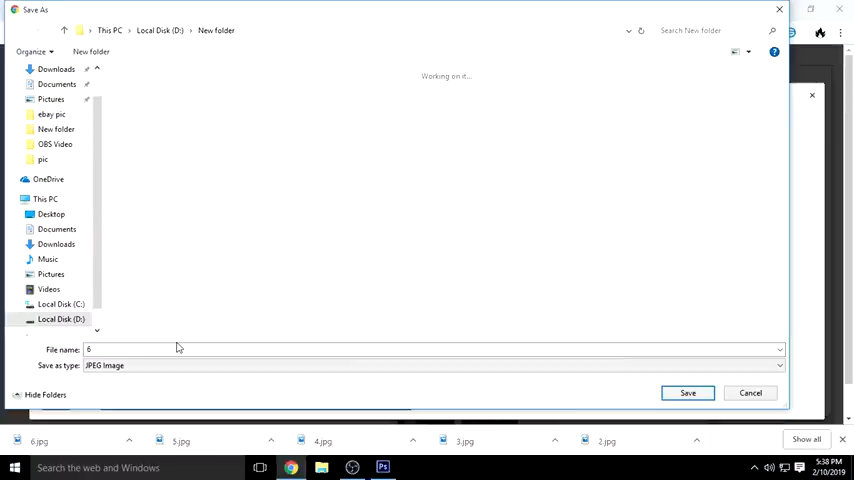 Save As
This PC > Local Disk (D:) > New folder
Search New folder
Organize
New folder
Downloads
Documents
Pictures
ebay pic
New folder
OBS Video
pic
OneDrive
This PC
Desktop
Documents
Downloads
Music
Pictures
Videos
Local Disk (C:)
Local Disk (D:)
Working on it...
File name: 6
Save as type: JPEG Image
Hide Folders
Save
Cancel
6.jpg
5.jpg
4.jpg
3.jpg
2.jpg
Show all
Search the web and Windows
Ps
5:38 PM
2/10/2019